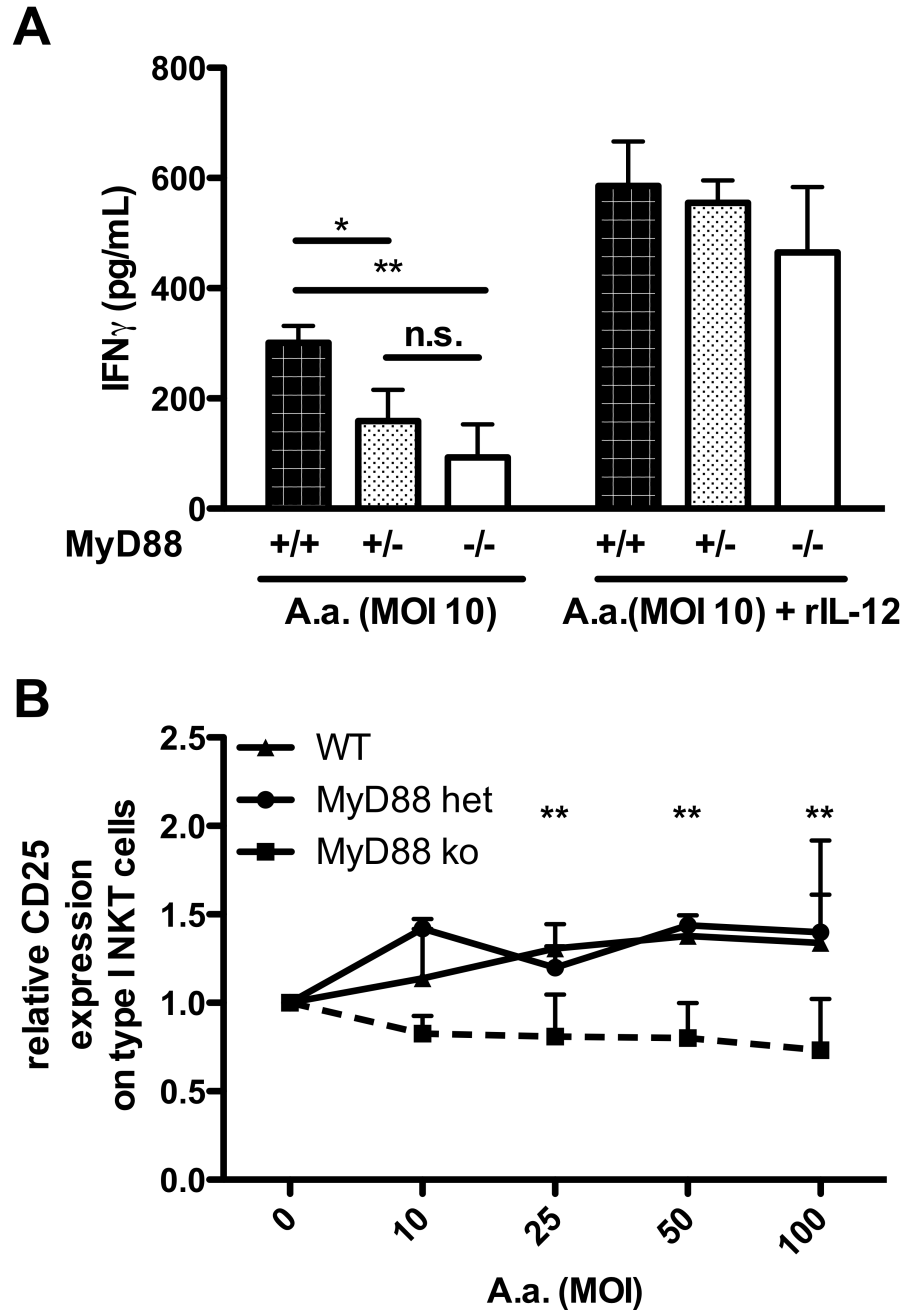 A
800
600
400
200
0
IFNγ (pg/mL)
*
**
n.s.
MyD88 +/+ +/- -/- +/+ +/- -/-
A.a. (MOI 10) A.a.(MOI 10) + rIL-12
B
2.5
2.0
1.5
1.0
0.5
0.0
relative CD25
expression
on type I NKT cells
WT
MyD88 het
MyD88 ko
** ** **
0 10 25 50 100
A.a. (MOI)